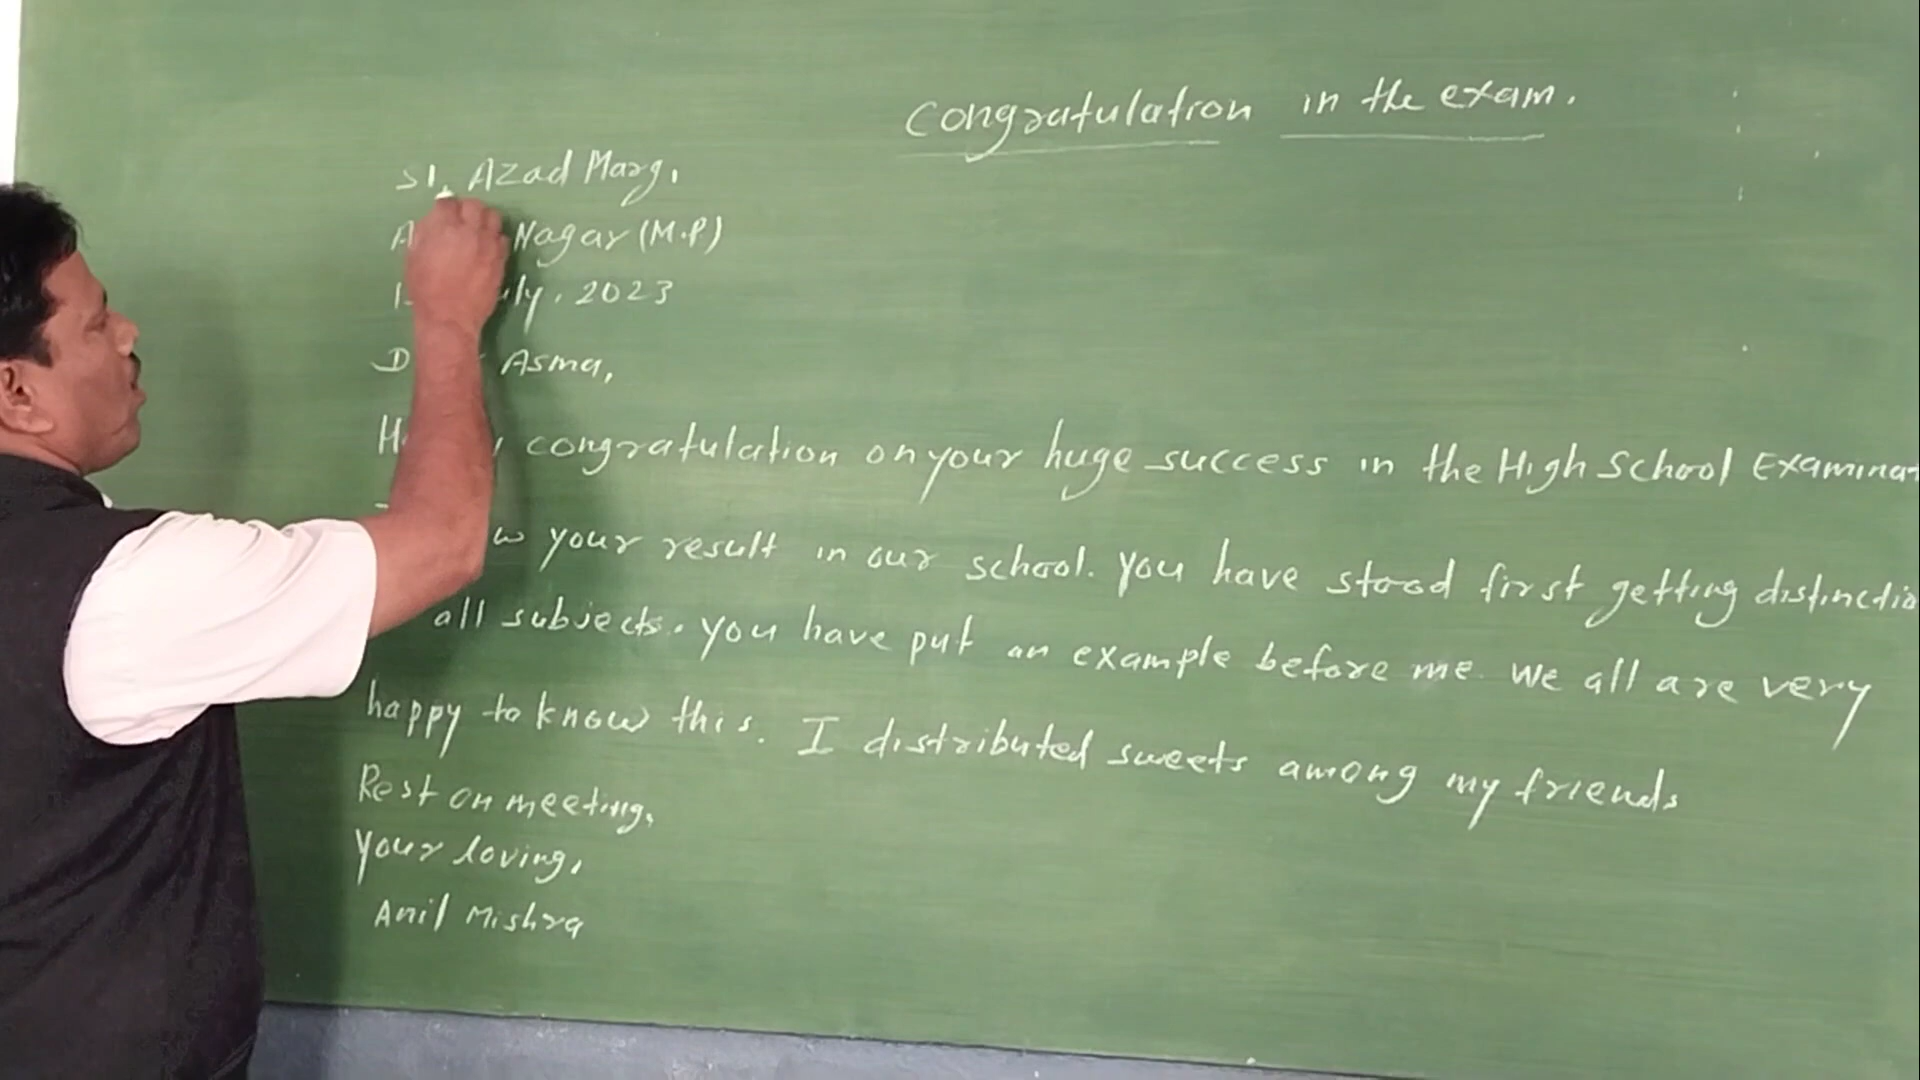 Congratulation in the exam.
51, Azad Marg,
Nagar (M.P)
2023
Asma,
congratulation on your huge success in the High School
your result in our school. You have stood first getting
all subjects. You have put an example before me. We all are very
happy to know this. I distributed sweets among my friends
Rest on meeting,
Your loving,
Anil Mishra